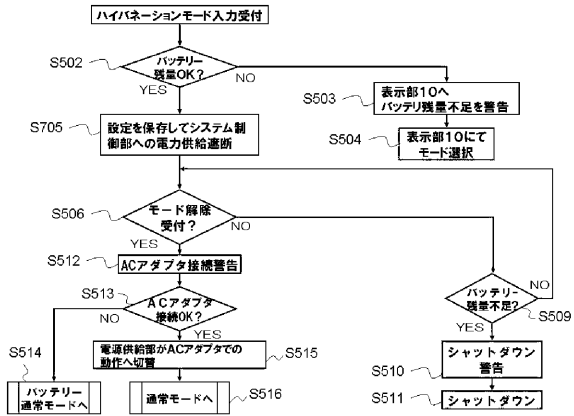 ハイバネーションモード入力受付
S502
バッテリー
残量OK?
YES
NO
S503
表示部10へ
バッテリ残量不足を警告
S504
表示部10にて
モード選択
S705
設定を保存してシステム制
御部への電力供給遮断
S506
モード解除
受付?
YES
NO
S512
ACアダプタ接続警告
S513
ACアダプタ
接続OK?
NO
YES
バッテリー
残量不足?
NO
YES
S509
S514
バッテリー
通常モードへ
電源供給部がACアダプタでの
動作へ切替
S515
通常モードへ
S516
シャットダウン
警告
S510
シャットダウン
S511